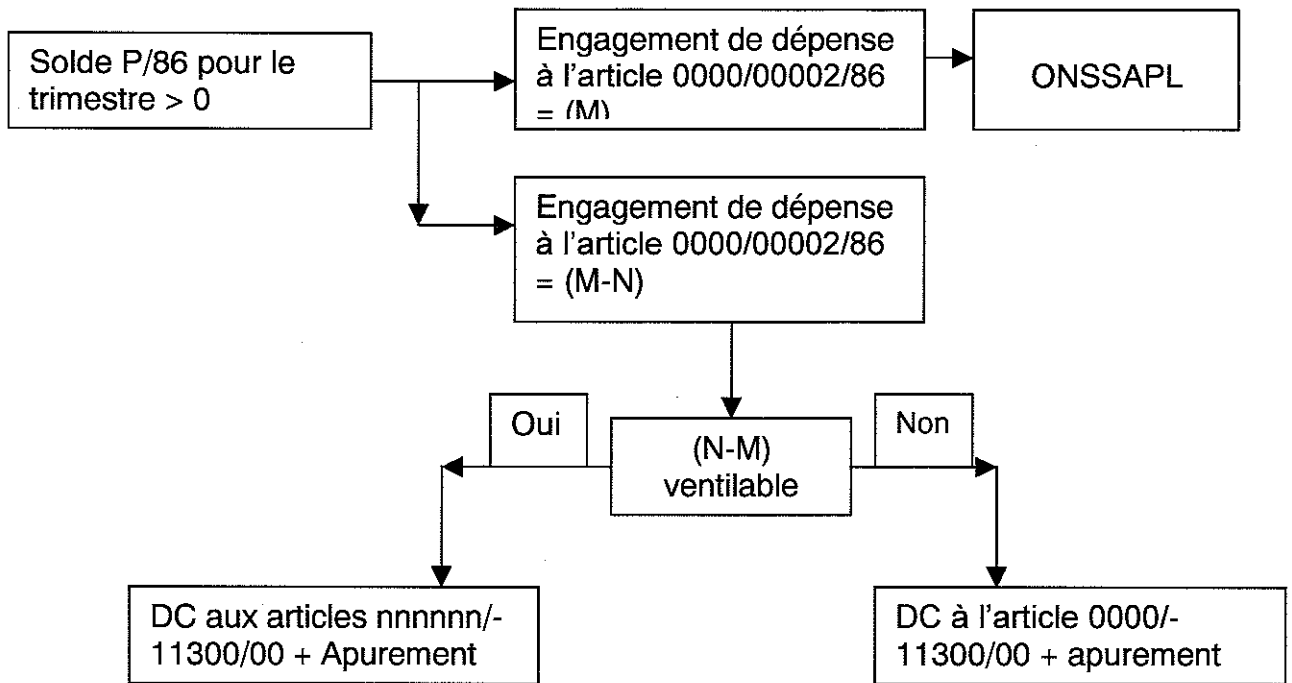 Solde P/86 pour le
trimestre > 0
Engagement de dépense
à l'article 0000/00002/86
= (M)
ONSSAPL
Engagement de dépense
à l'article 0000/00002/86
= (M-N)
Oui
(N-M)
ventilable
Non
DC aux articles nnnnnn/-
11300/00 + Apurement
DC à l'article 0000/-
11300/00 + apurement